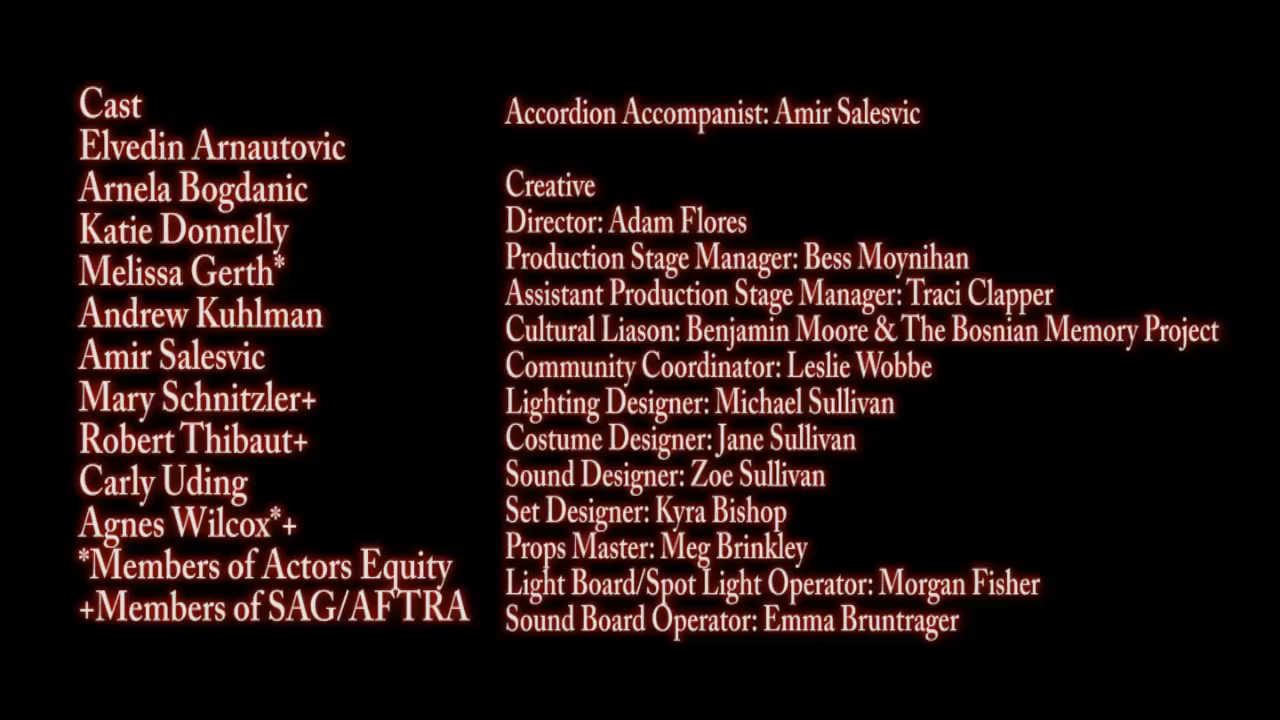 Cast
Elvedin Arnautovic
Arnela Bogdanic
Katie Donnelly
Melissa Gerth*
Andrew Kuhlman
Amir Salesvic
Mary Schnitzler+
Robert Thibaut+
Carly Uding
Agnes Wilcox*+
*Members of Actors Equity
+Members of SAG/AFTRA
Accordion Accompanist: Amir Salesvic
Creative
Director: Adam Flores
Production Stage Manager: Bess Moynihan
Assistant Production Stage Manager: Traci Clapper
Cultural Liason: Benjamin Moore & The Bosnian Memory Project
Community Coordinator: Leslie Wobbe
Lighting Designer: Michael Sullivan
Costume Designer: Jane Sullivan
Sound Designer: Zoe Sullivan
Set Designer: Kyra Bishop
Props Master: Meg Brinkley
Light Board/Spot Light Operator: Morgan Fisher
Sound Board Operator: Emma Bruntrager